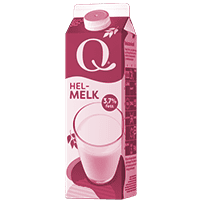 Q
HEL-
MELK
3,7%
fett